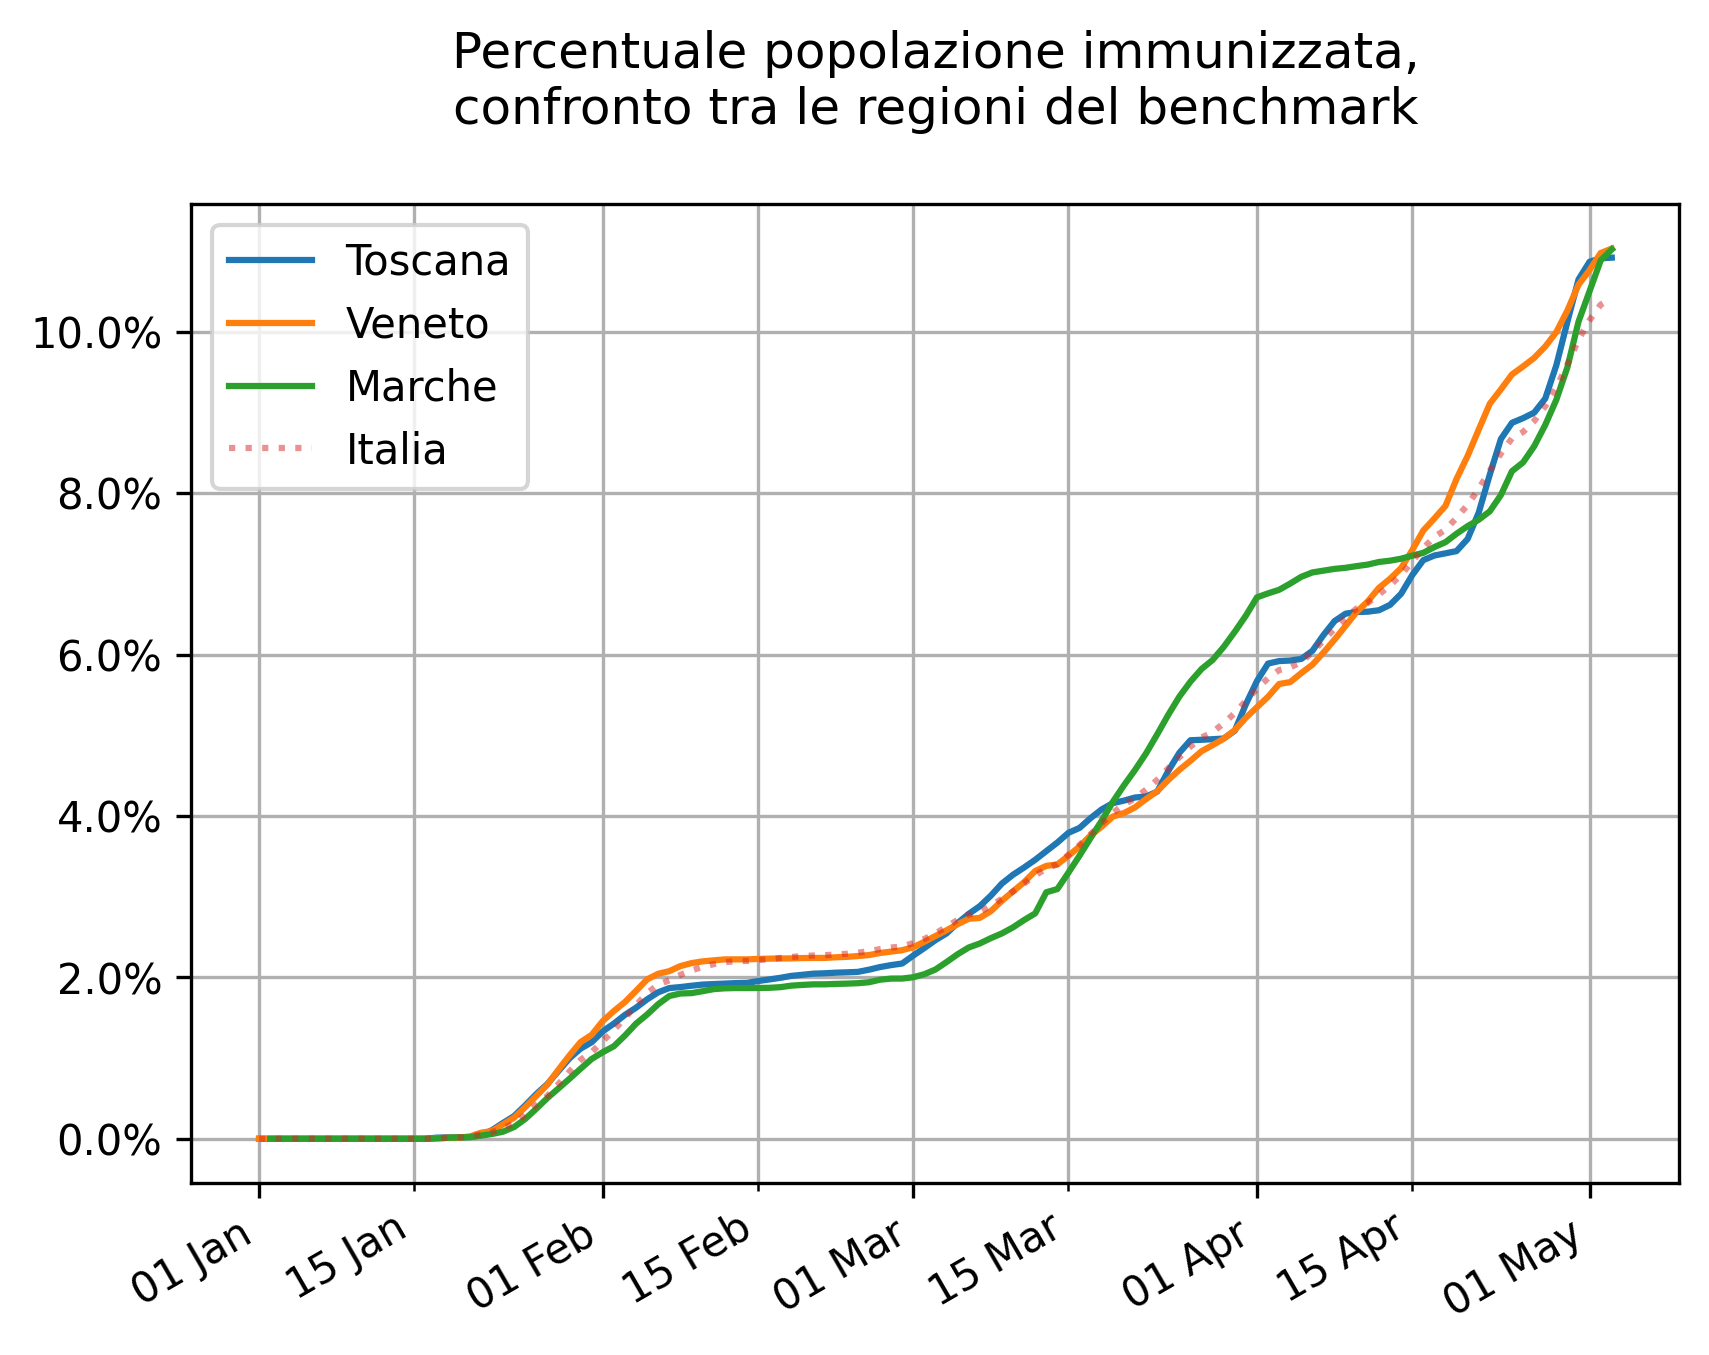 Percentuale popolazione immunizzata,
confronto tra le regioni del benchmark
Toscana
Veneto
Marche
Italia
10.0%
8.0%
6.0%
4.0%
2.0%
0.0%
01 Jan
15 Jan
01 Feb
15 Feb
01 Mar
15 Mar
01 Apr
15 Apr
01 May